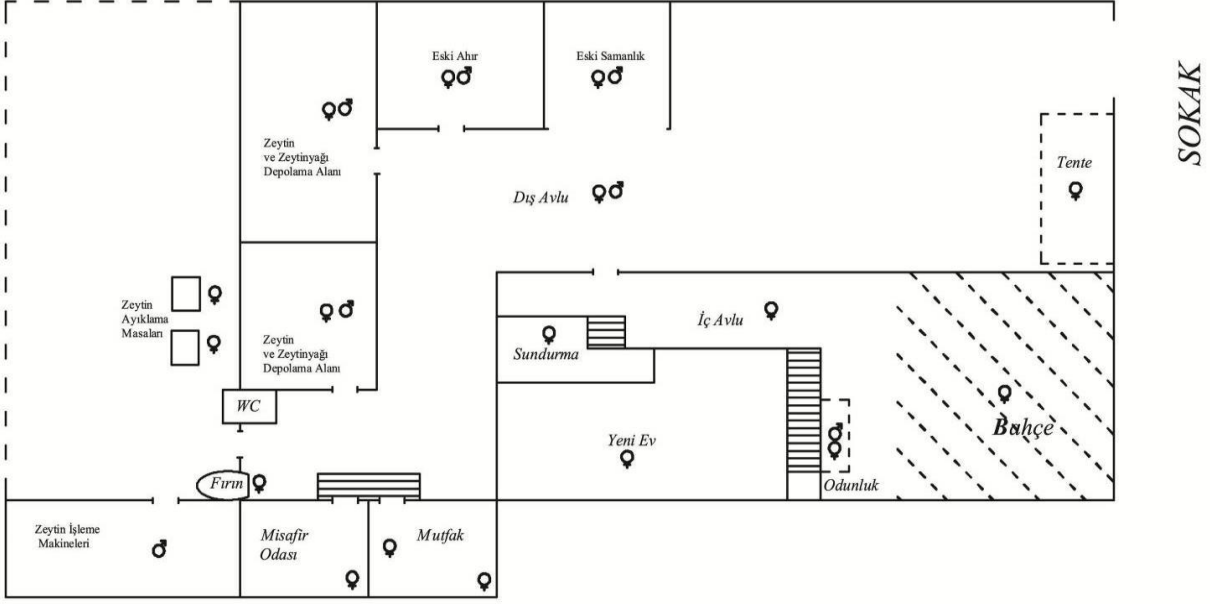 Eski Ahır
Eski Samanlık
SOKAK
Zeytin
ve Zeytinyağı
Depolama Alanı
Tente
Dış Avlu
Zeytin
Ayıklama
Masaları
İç Avlu
Sundurma
Zeytin
ve Zeytinyağı
Depolama Alanı
WC
Bahçe
Yeni Ev
Fırın
Odunluk
Zeytin İşleme
Makineleri
Misafir
Odası
Mutfak